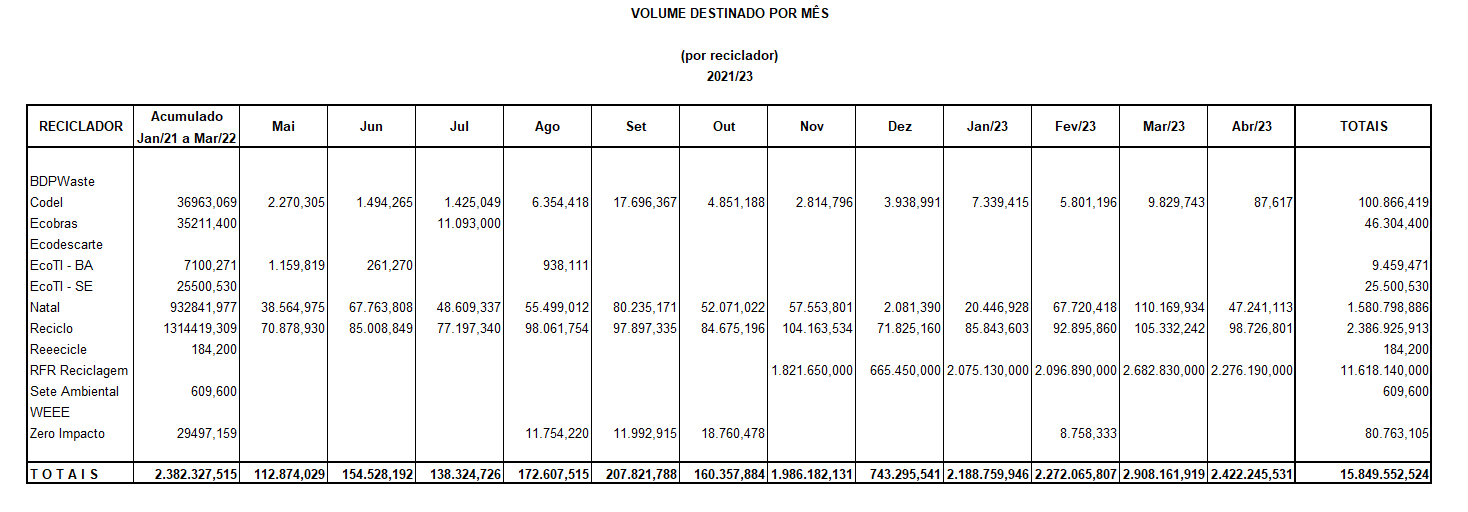 VOLUME DESTINADO POR MÊS
(por reciclador)
2021/23
RECICLADOR Acumulado Jan/21 a Mar/22 Mai Jun Jul Ago Set Out Nov Dez Jan/23 Fev/23 Mar/23 Abr/23 TOTAIS
BDPWaste
Codel 36963,069 2.270,305 1.494,265 1.425,049 6.354,418 17.696,367 4.851,188 2.814,796 3.938,991 7.339,415 5.801,196 9.829,743 87,617 100.866,419
Ecobras 35211,400 11.093,000 46.304,400
Ecodescarte
EcoTI - BA 7100,271 1.159,819 261,270 938,111 9.459,471
EcoTI - SE 25500,530 25.500,530
Natal 932841,977 38.564,975 67.763,808 48.609,337 55.499,012 80.235,171 52.071,022 57.553,801 2.081,390 20.446,928 67.720,418 110.169,934 47.241,113 1.580.798,886
Reciclo 1314419,309 70.878,930 85.008,849 77.197,340 98.061,754 97.897,335 84.675,196 104.163,534 71.825,160 85.843,603 92.895,860 105.332,242 98.726,801 2.386.925,913
Reeecicle 184,200 184,200
RFR Reciclagem 1.821.650,000 665.450,000 2.075.130,000 2.096.890,000 2.682.830,000 2.276.190,000 11.618.140,000
Sete Ambiental 609,600 609,600
WEEE
Zero Impacto 29497,159 11.754,220 11.992,915 18.760,478 8.758,333 80.763,105
T O T A I S 2.382.327,515 112.874,029 154.528,192 138.324,726 172.607,515 207.821,788 160.357,884 1.986.182,131 743.295,541 2.188.759,946 2.272.065,807 2.908.161,919 2.422.245,531 15.849.552,524